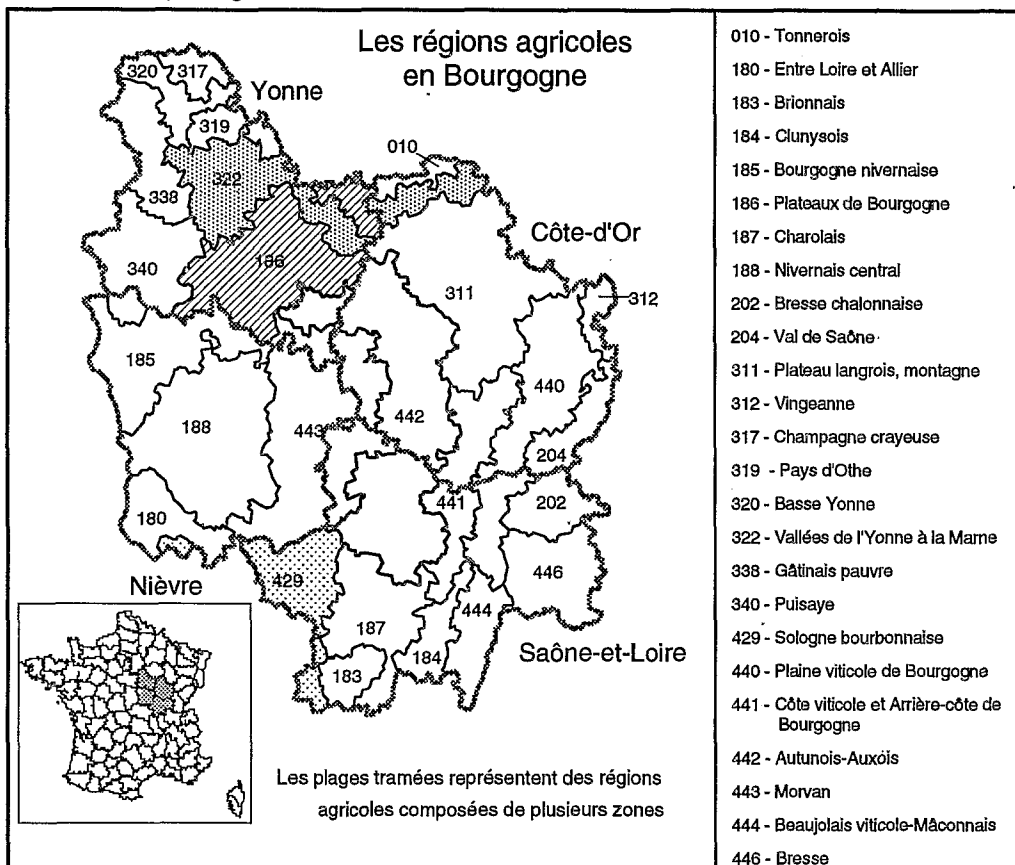 Les régions agricoles
en Bourgogne
320
317
Yonne
319
010
322
338
Côte-d'Or
340
186
311
312
185
440
188
443
442
204
441
202
180
Nièvre
429
446
444
187
184
Saône-et-Loire
183
Les plages tramées représentent des régions
agricoles composées de plusieurs zones
010 - Tonnerois
180 - Entre Loire et Allier
183 - Brionnais
184 - Clunysois
185 - Bourgogne nivernaise
186 - Plateaux de Bourgogne
187 - Charolais
188 - Nivernais central
202 - Bresse chalonnaise
204 - Val de Saône
311 - Plateau langrois, montagne
312 - Vingeanne
317 - Champagne crayeuse
319 - Pays d'Othe
320 - Basse Yonne
322 - Vallées de l'Yonne à la Marne
338 - Gâtinais pauvre
340 - Puisaye
429 - Sologne bourbonnaise
440 - Plaine viticole de Bourgogne
441 - Côte viticole et Arrière-côte de
Bourgogne
442 - Autunois-Auxois
443 - Morvan
444 - Beaujolais viticole-Mâconnais
446 - Bresse